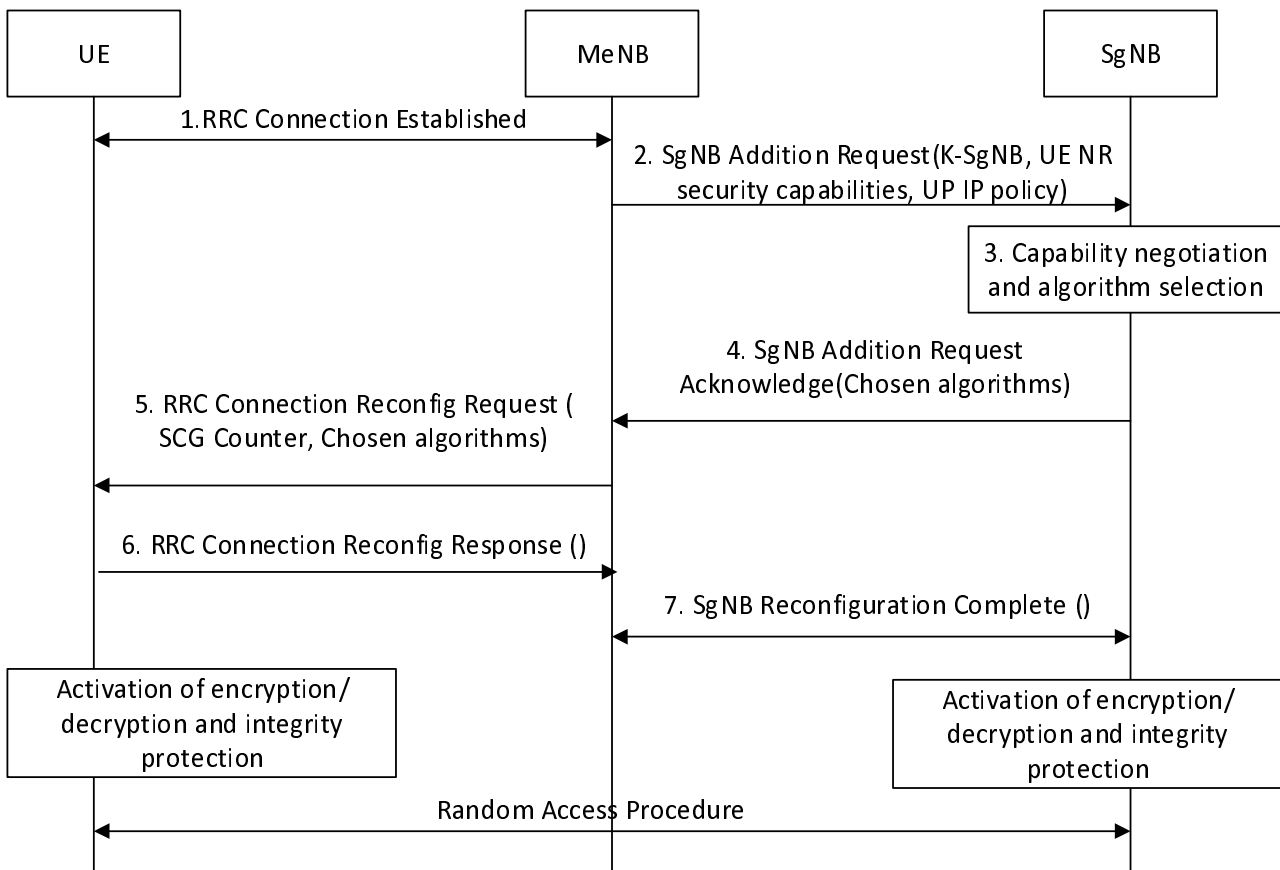 UE
MeNB
SgNB
1.RRC Connection Established
2. SgNB Addition Request(K-SgNB, UE NR
security capabilities, UP IP policy)
3. Capability negotiation
and algorithm selection
4. SgNB Addition Request
Acknowledge(Chosen algorithms)
5. RRC Connection Reconfig Request (
SCG Counter, Chosen algorithms)
6. RRC Connection Reconfig Response ()
7. SgNB Reconfiguration Complete ()
Activation of encryption/
decryption and integrity
protection
Activation of encryption/
decryption and integrity
protection
Random Access Procedure